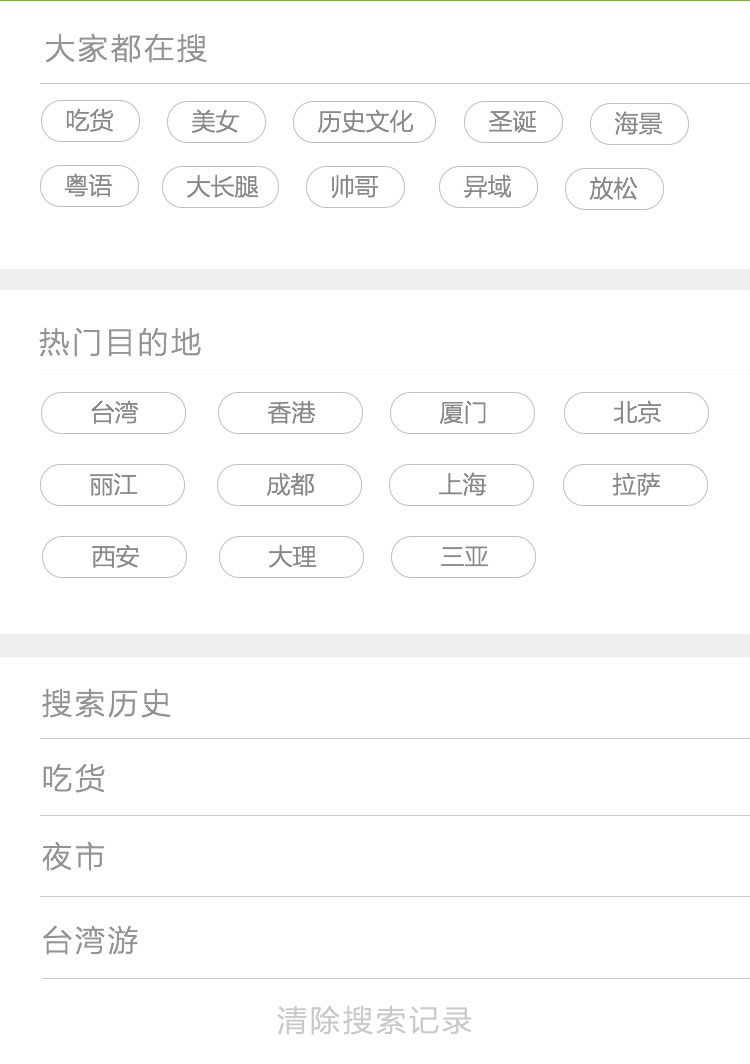 大家都在搜
吃货 美女 历史文化 圣诞 海景
粤语 大长腿 帅哥 异域 放松
热门目的地
台湾 香港 厦门 北京
丽江 成都 上海 拉萨
西安 大理 三亚
搜索历史
吃货
夜市
台湾游
清除搜索记录